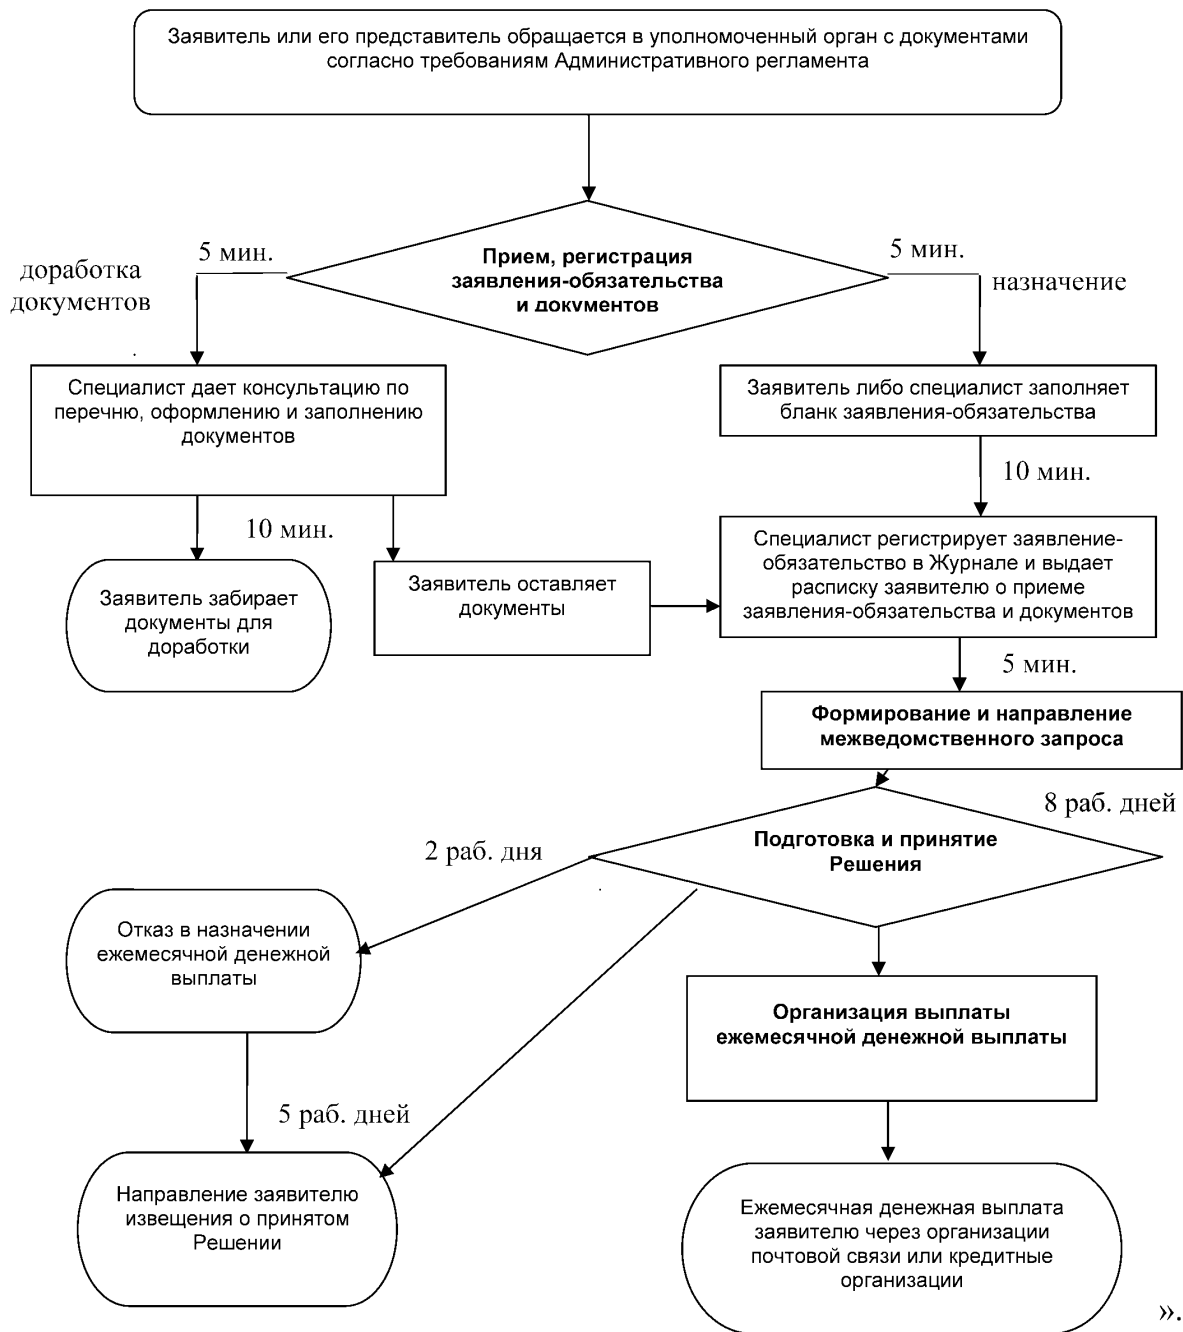 Заявитель или его представитель обращается в уполномоченный орган с документами
согласно требованиям Административного регламента
5 мин.
доработка
документов
Прием, регистрация
заявления-обязательства
и документов
5 мин.
назначение
Специалист дает консультацию по
перечню, оформлению и заполнению
документов
Заявитель либо специалист заполняет
бланк заявления-обязательства
10 мин.
10 мин.
Заявитель забирает
документы для
доработки
Заявитель оставляет
документы
Специалист регистрирует заявление-
обязательство в Журнале и выдает
расписку заявителю о приеме
заявления-обязательства и документов
5 мин.
Формирование и направление
межведомственного запроса
8 раб. дней
Подготовка и принятие
Решения
2 раб. дня
Отказ в назначении
ежемесячной денежной
выплаты
Организация выплаты
ежемесячной денежной выплаты
5 раб. дней
Направление заявителю
извещения о принятом
Решении
Ежемесячная денежная выплата
заявителю через организации
почтовой связи или кредитные
организации
».